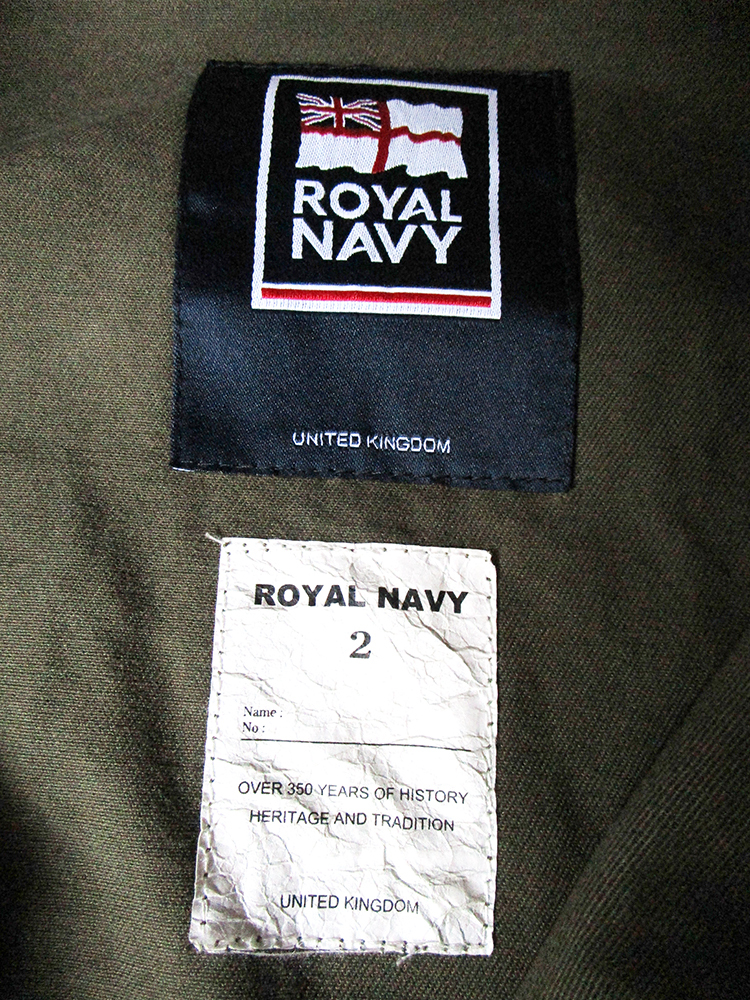 ROYAL
NAVY
UNITED KINGDOM
ROYAL NAVY
2
Name :
No :
OVER 350 YEARS OF HISTORY
HERITAGE AND TRADITION
UNITED KINGDOM